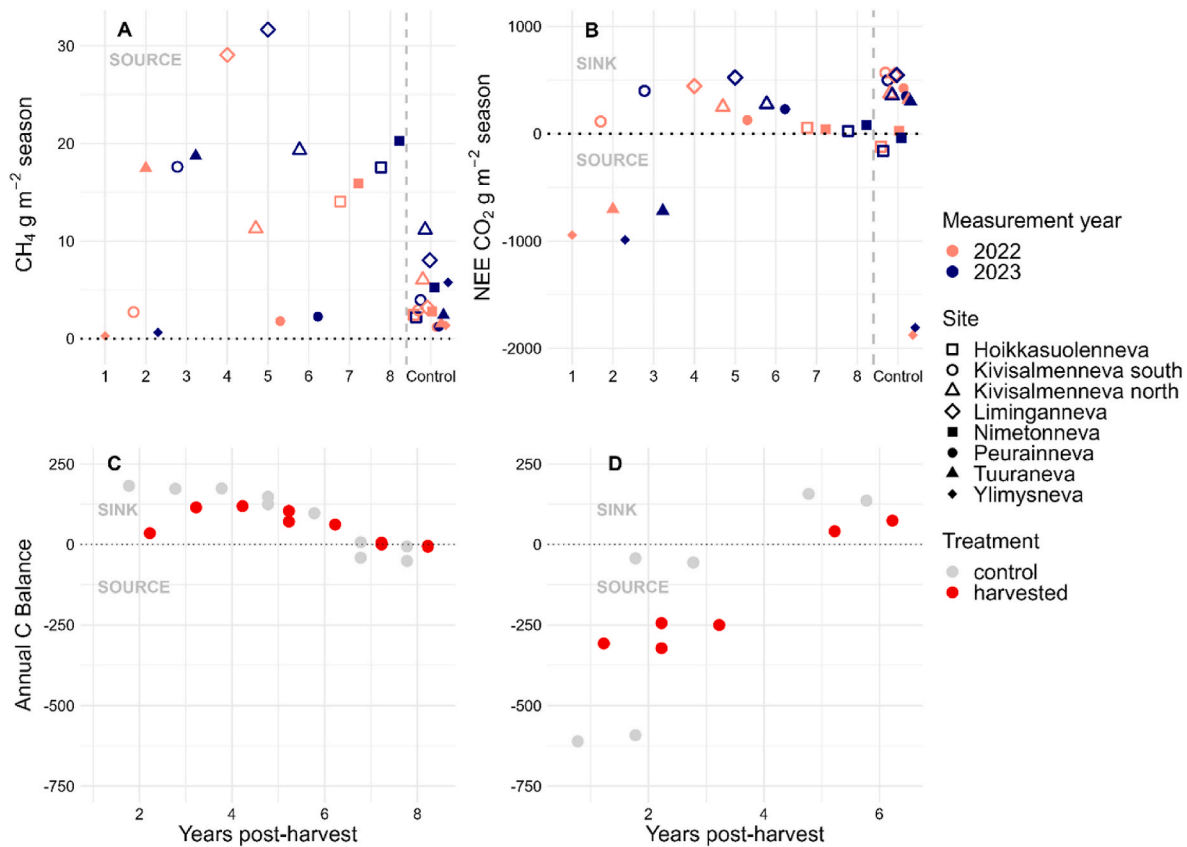 A
SOURCE
CH₄ g m⁻² season
30
20
10
0
1 2 3 4 5 6 7 8 Control
B
SINK
SOURCE
NEE CO₂ g m⁻² season
1000
0
-1000
-2000
1 2 3 4 5 6 7 8 Control
C
SINK
SOURCE
Annual C Balance
250
0
-250
-500
-750
2 4 6 8
Years post-harvest
D
SINK
SOURCE
250
0
-250
-500
-750
2 4 6
Years post-harvest
Measurement year
2022
2023
Site
Hoikkasuolenneva
Kivisalmenneva south
Kivisalmenneva north
Liminganneva
Nimetonneva
Peurainneva
Tuuraneva
Ylimysneva
Treatment
control
harvested